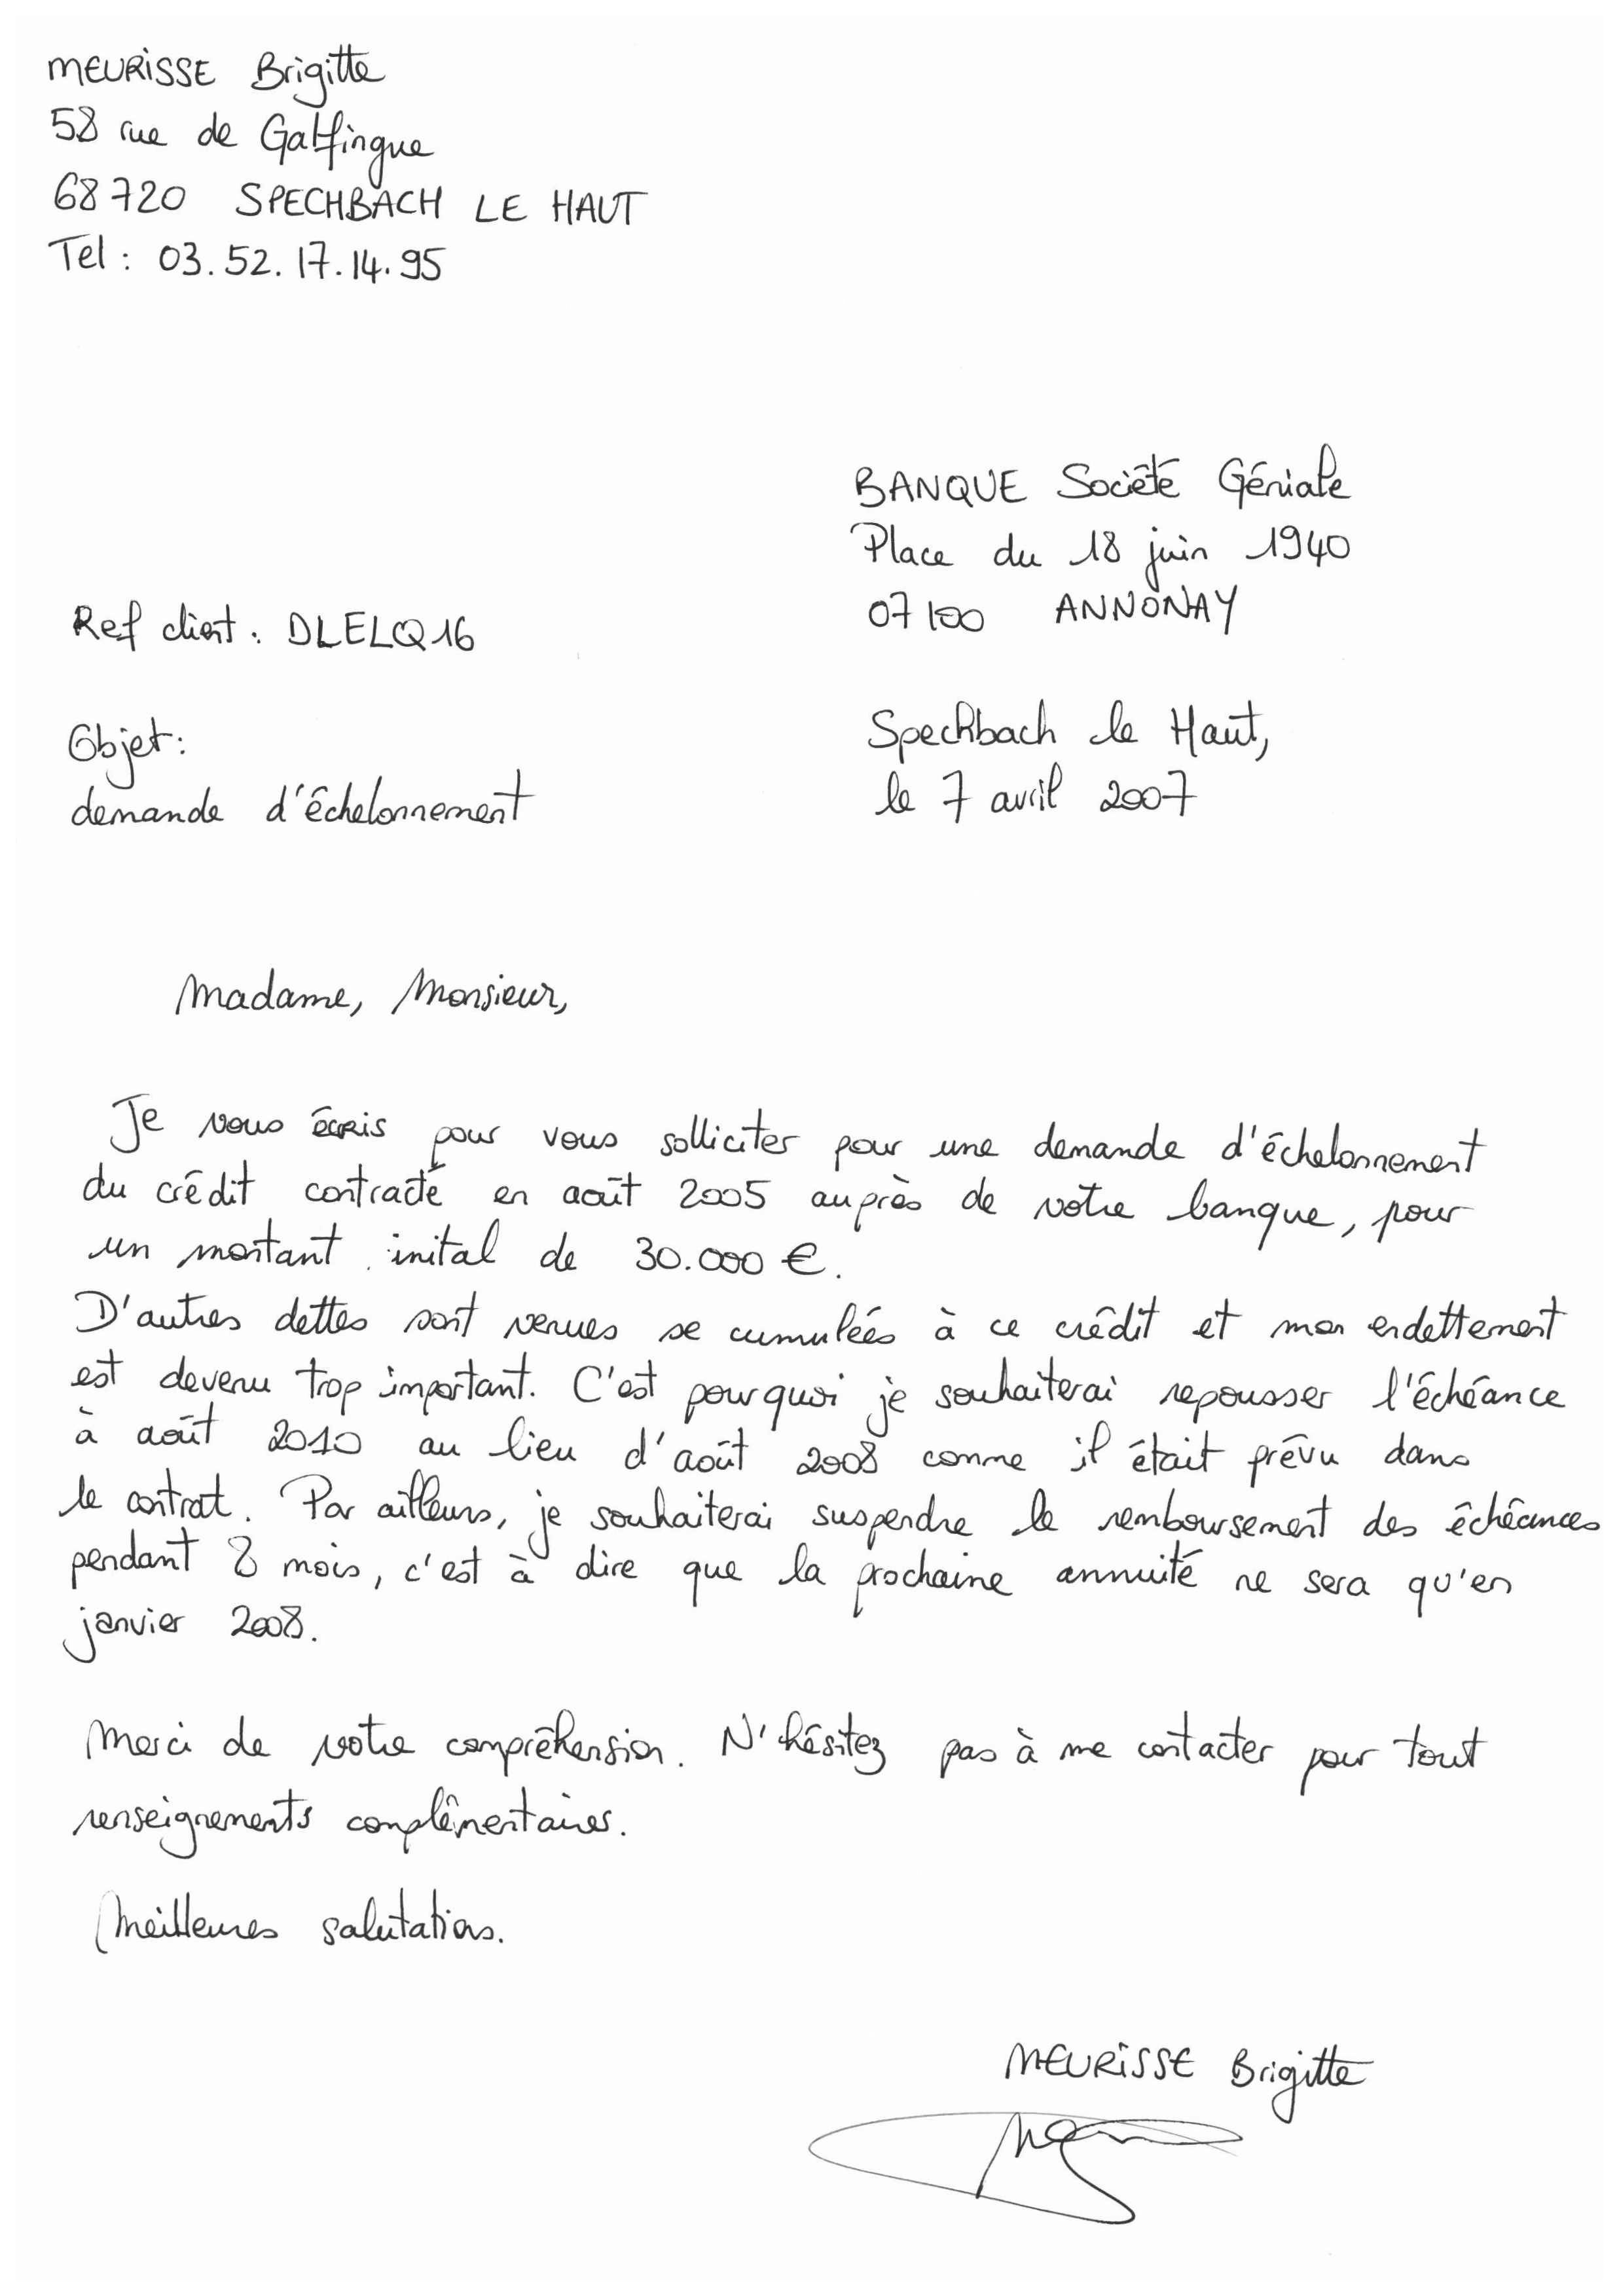 MEURISSE Brigitte
58 rue de Galfingue
68720 SPECHBACH LE HAUT
Tel : 03.52.17.14.95
BANQUE Société Géniale
Place du 18 juin 1940
07100 ANNONAY
Ref client : DLELCQ16
Objet :
demande d'échelonnement
Spechbach le Haut,
le 7 avril 2007
Madame, Monsieur,
Je vous écris pour vous solliciter pour une demande d'échelonnement
du crédit contracté en août 2005 auprès de votre banque, pour
un montant inital de 30.000 €.
D'autres dettes sont venues se cumulées à ce crédit et mon endettement
est devenu trop important. C'est pourquoi je souhaiterai repousser l'échéance
à août 2010 au lieu d'août 2008 comme il était prévu dans
le contrat. Par ailleurs, je souhaiterai suspendre le remboursement des échéances
pendant 8 mois, c'est à dire que la prochaine annuité ne sera qu'en
janvier 2008.
Merci de votre compréhension. N'hésitez pas à me contacter pour tout
renseignements complémentaires.
Meilleures salutations.
MEURISSE Brigitte